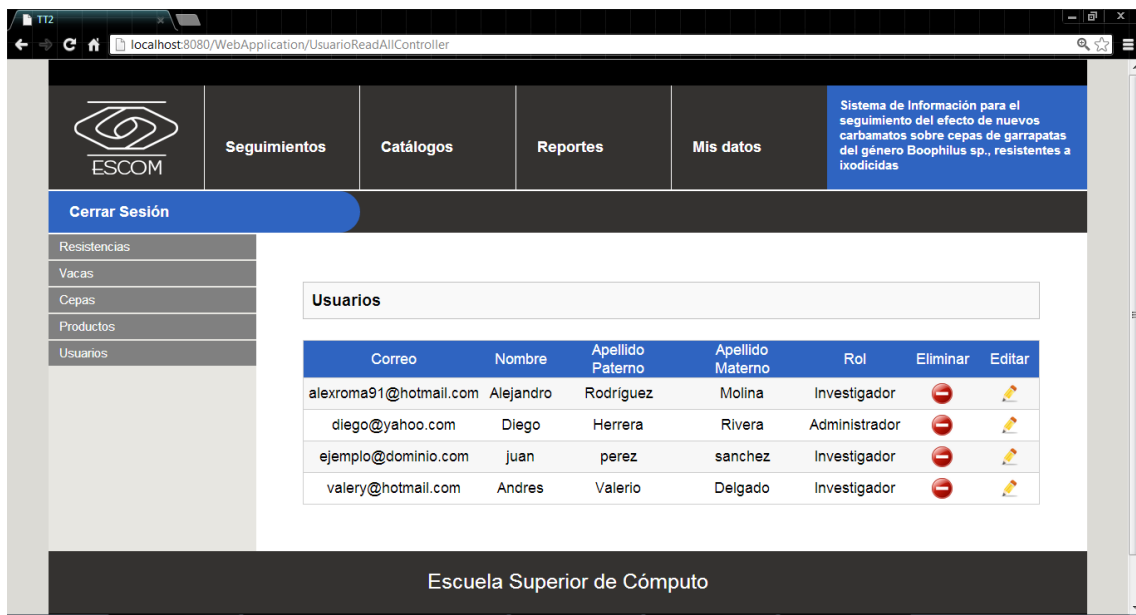 TT2
localhost:8080/WebApplication/UsuarioReadAllController
ESCOM
Seguimientos
Catálogos
Reportes
Mis datos
Sistema de Información para el
seguimiento del efecto de nuevos
carbamatos sobre cepas de garrapatas
del género Boophilus sp., resistentes a
ixodicidas
Cerrar Sesión
Resistencias
Vacas
Cepas
Productos
Usuarios
Usuarios
Correo Nombre Apellido Paterno Apellido Materno Rol Eliminar Editar
alexroma91@hotmail.com Alejandro Rodríguez Molina Investigador
diego@yahoo.com Diego Herrera Rivera Administrador
ejemplo@dominio.com juan perez sanchez Investigador
valery@hotmail.com Andres Valerio Delgado Investigador
Escuela Superior de Cómputo